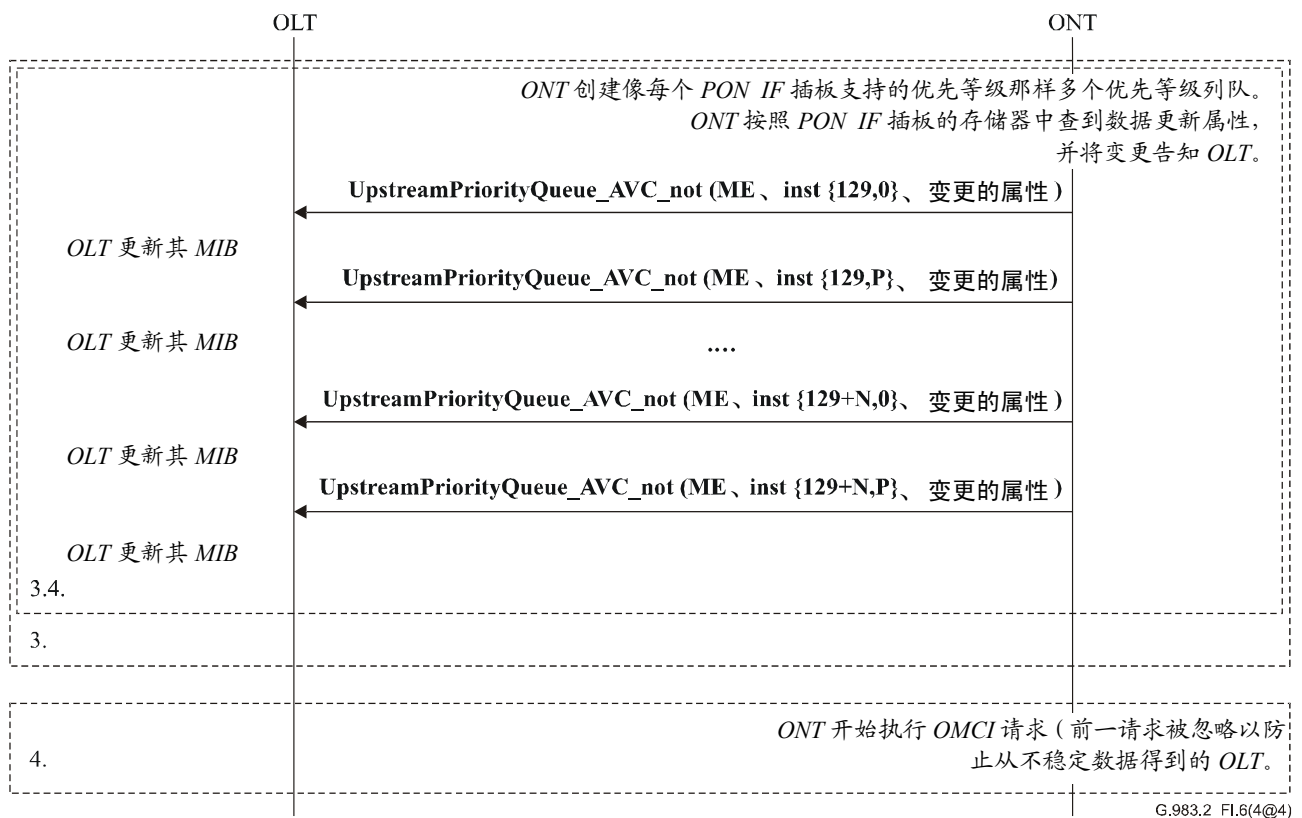 OLT
ONT
ONT 创建像每个 PON IF 插板支持的优先等级那样多个优先等级列队。
ONT 按照 PON IF 插板的存储器中查到数据更新属性，
并将变更告知 OLT。
UpstreamPriorityQueue_AVC_not (ME、inst {129,0}、变更的属性 )
OLT 更新其 MIB
UpstreamPriorityQueue_AVC_not (ME、inst {129,P}、 变更的属性)
OLT 更新其 MIB
....
UpstreamPriorityQueue_AVC_not (ME、inst {129+N,0}、 变更的属性 )
OLT 更新其 MIB
UpstreamPriorityQueue_AVC_not (ME、inst {129+N,P}、 变更的属性 )
OLT 更新其 MIB
3.4.
3.
ONT 开始执行 OMCI 请求 ( 前一请求被忽略以防
4.
止从不稳定数据得到的 OLT。
G.983.2_FI.6(4@4)